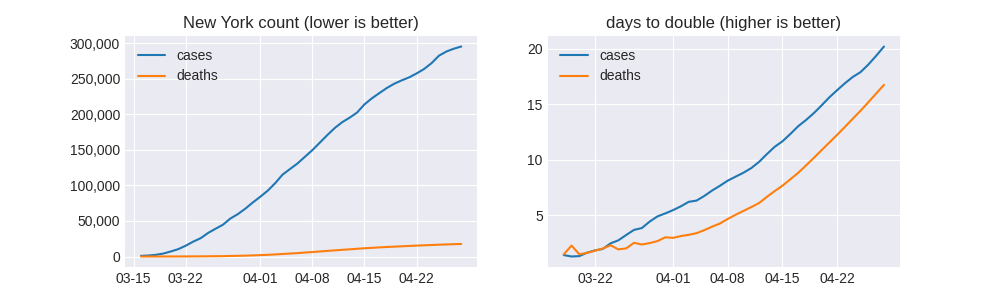 New York count (lower is better)
300,000
250,000
200,000
150,000
100,000
50,000
0
cases
deaths
03-15 03-22 04-01 04-08 04-15 04-22
days to double (higher is better)
20
15
10
5
cases
deaths
03-22 04-01 04-08 04-15 04-22